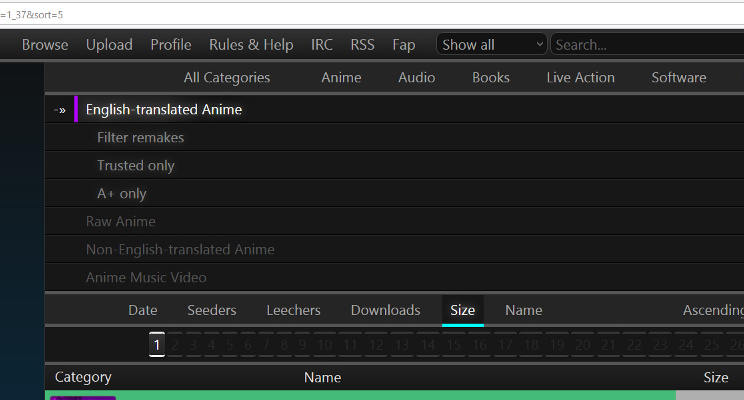 =1_37&sort=5
Browse Upload Profile Rules & Help IRC RSS Fap Show all Search...
All Categories Anime Audio Books Live Action Software
-» English-translated Anime
Filter remakes
Trusted only
A+ only
Raw Anime
Non-English-translated Anime
Anime Music Video
Date Seeders Leechers Downloads Size Name Ascending
1 2 3 4 5 6 7 8 9 10 11 12 13 14 15 16 17 18 19 20 21 22 23 24 25 26
Category Name Size